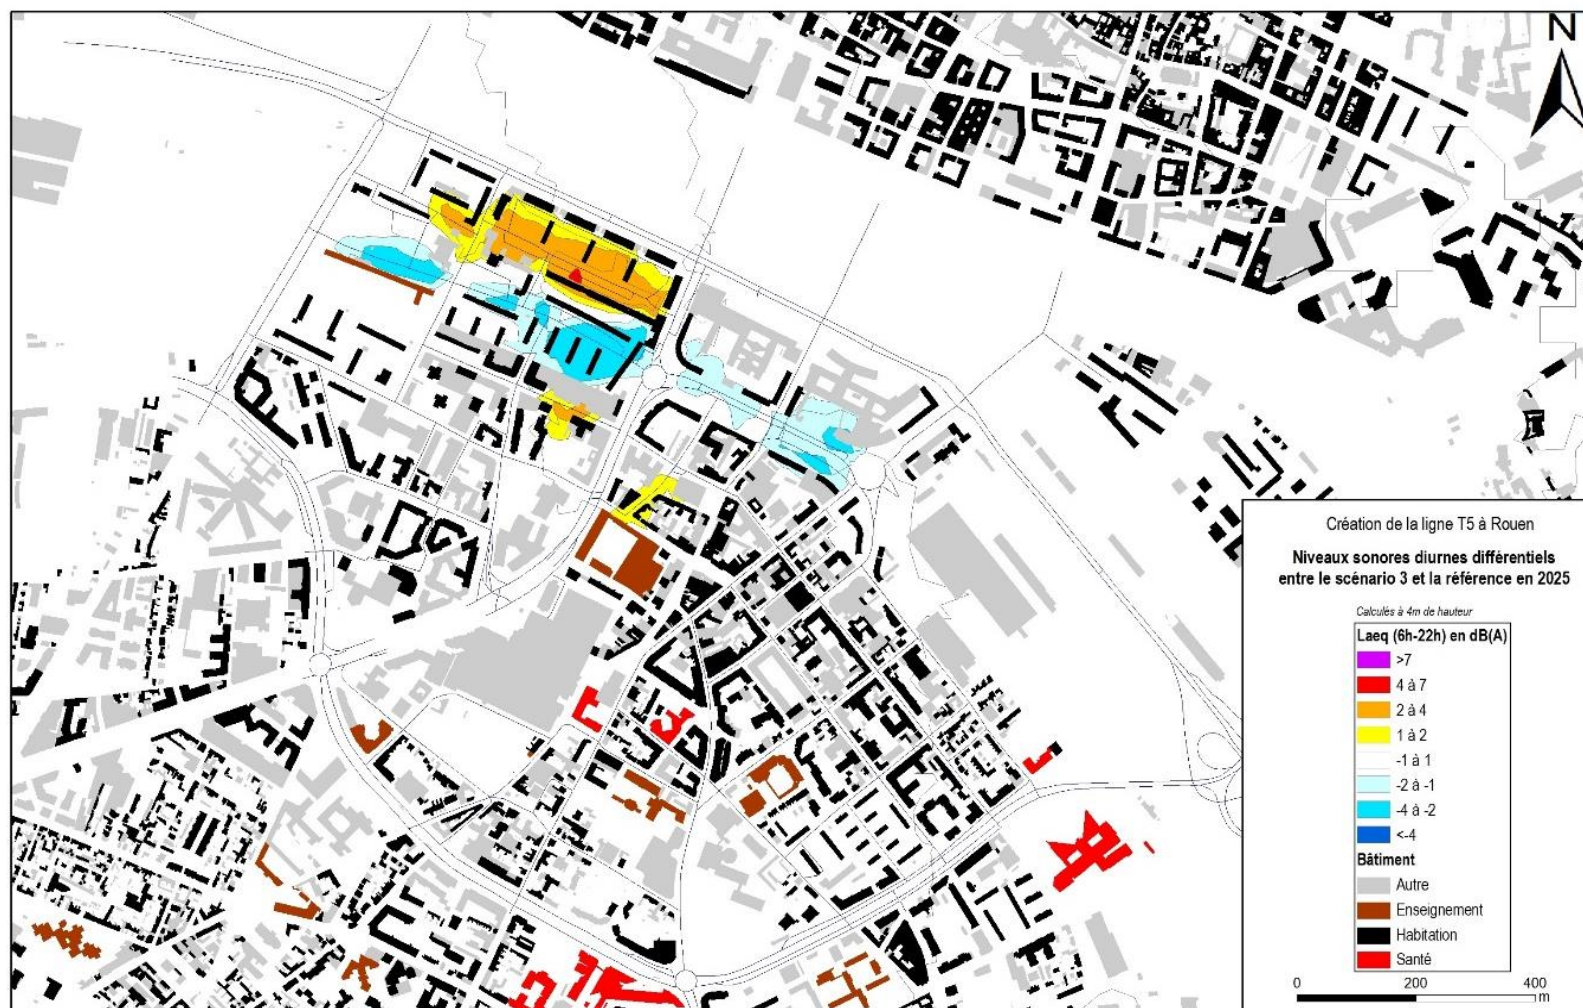 N
Création de la ligne T5 à Rouen
Niveaux sonores diurnes différentiels
entre le scénario 3 et la référence en 2025
Calculés à 4m de hauteur
Laeq (6h-22h) en dB(A)
>7
4 à 7
2 à 4
1 à 2
-1 à 1
-2 à -1
-4 à -2
<-4
Bâtiment
Autre
Enseignement
Habitation
Santé
0 200 400
m